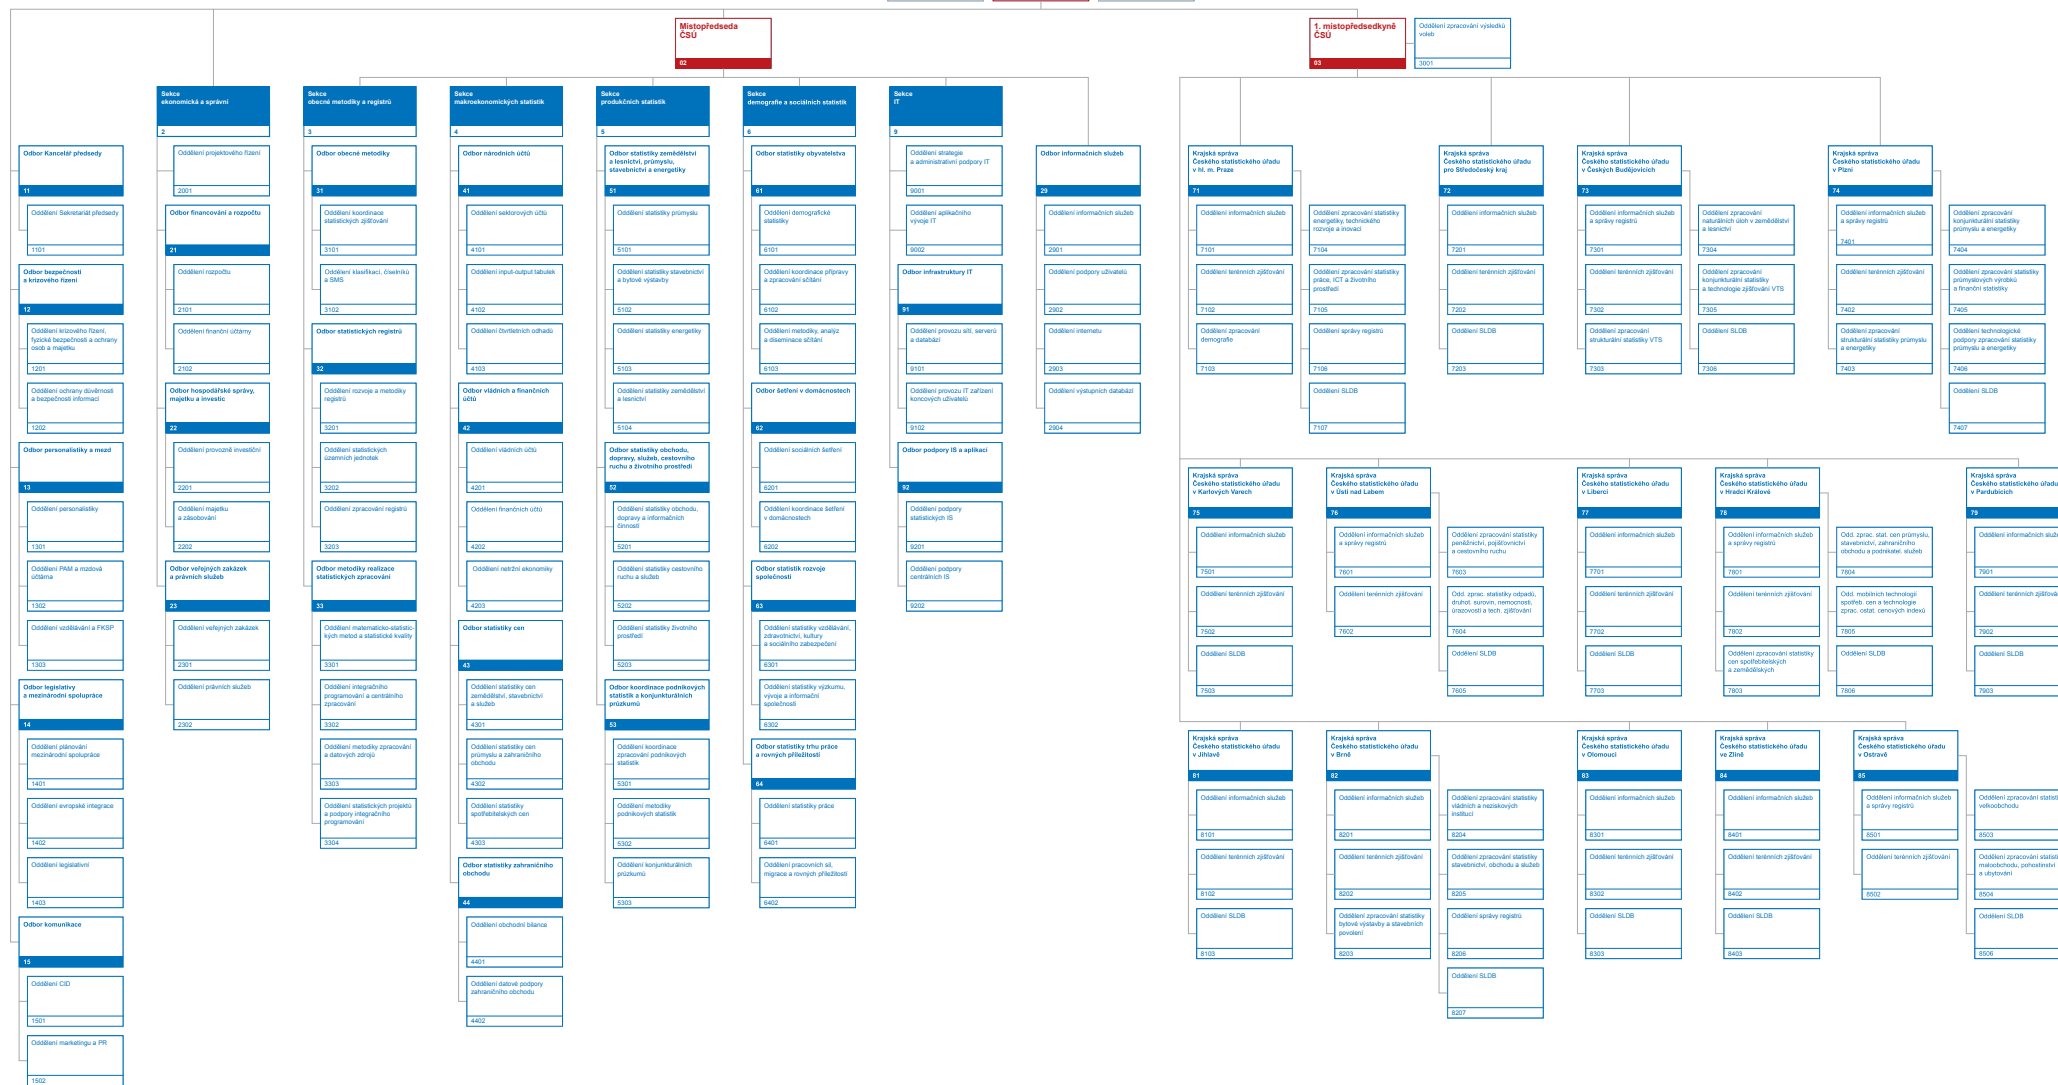 Místopředseda
ČSÚ
02
1. místopředsedkyně
ČSÚ
03
Oddělení zpracování výsledků
voleb
3001
Odbor Kancelář předsedy
11
Oddělení Sekretariát předsedy
1101
Odbor bezpečnosti
a krizového řízení
12
Oddělení krizového řízení,
fyzické bezpečnosti a ochrany
osob a majetku
1201
Oddělení ochrany důvěrnosti
a bezpečnosti informací
1202
Odbor personalistiky a mezd
13
Oddělení personalistiky
1301
Oddělení PAM a mzdová
účtárna
1302
Oddělení vzdělávání a FKSP
1303
Odbor legislativy
a mezinárodní spolupráce
14
Oddělení plánování
mezinárodní spolupráce
1401
Oddělení evropské integrace
1402
Oddělení legislativní
1403
Odbor komunikace
15
Oddělení CID
1501
Oddělení marketingu a PR
1502
Sekce
ekonomická a správní
2
Oddělení projektového řízení
2001
Odbor financování a rozpočtu
21
Oddělení rozpočtu
2101
Oddělení finanční účtárny
2102
Odbor hospodářské správy,
majetku a investic
22
Oddělení provozně investiční
2201
Oddělení majetku
a zásobování
2202
Odbor veřejných zakázek
a právních služeb
23
Oddělení veřejných zakázek
2301
Oddělení právních služeb
2302
Sekce
obecné metodiky a registrů
3
Odbor obecné metodiky
31
Oddělení koordinace
statistických zjišťování
3101
Oddělení klasifikací, číselníků
a SMS
3102
Odbor statistických registrů
32
Oddělení rozvoje a metodiky
registrů
3201
Oddělení statistických
územních jednotek
3202
Oddělení zpracování registrů
3203
Odbor metodiky realizace
statistických zpracování
33
Oddělení matematicko-statistic-
kých metod a statistické kvality
3301
Oddělení integračního
programování a centrálního
zpracování
3302
Oddělení metodiky zpracování
a datových zdrojů
3303
Oddělení statistických projektů
a podpory integračního
programování
3304
Sekce
makroekonomických statistik
4
Odbor národních účtů
41
Oddělení sektorových účtů
4101
Oddělení input-output tabulek
4102
Oddělení čtvrtletních odhadů
4103
Odbor vládních a finančních
účtů
42
Oddělení vládních účtů
4201
Oddělení finančních účtů
4202
Oddělení netržní ekonomiky
4203
Odbor statistiky cen
43
Oddělení statistiky cen
zemědělství, stavebnictví
a služeb
4301
Oddělení statistiky cen
průmyslu a zahraničního
obchodu
4302
Oddělení statistiky
spotřebitelských cen
4303
Odbor statistiky zahraničního
obchodu
44
Oddělení obchodní bilance
4401
Oddělení datové podpory
zahraničního obchodu
4402
Sekce
produkčních statistik
5
Odbor statistiky zemědělství
a lesnictví, průmyslu,
stavebnictví a energetiky
51
Oddělení statistiky průmyslu
5101
Oddělení statistiky stavebnictví
a bytové výstavby
5102
Oddělení statistiky energetiky
5103
Oddělení statistiky zemědělství
a lesnictví
5104
Odbor statistiky obchodu,
dopravy, služeb, cestovního
ruchu a životního prostředí
52
Oddělení statistiky obchodu,
dopravy a informačních
činností
5201
Oddělení statistiky cestovního
ruchu a služeb
5202
Oddělení statistiky životního
prostředí
5203
Odbor koordinace podnikových
statistik a konjunkturálních
průzkumů
53
Oddělení koordinace
zpracování podnikových
statistik
5301
Oddělení metodiky
podnikových statistik
5302
Oddělení konjunkturálních
průzkumů
5303
Sekce
demografie a sociálních statistik
6
Odbor statistiky obyvatelstva
61
Oddělení demografické
statistiky
6101
Oddělení koordinace přípravy
a zpracování sčítání
6102
Oddělení metodiky, analýz
a diseminace sčítání
6103
Odbor šetření v domácnostech
62
Oddělení sociálních šetření
6201
Oddělení koordinace šetření
v domácnostech
6202
Odbor statistik rozvoje
společnosti
63
Oddělení statistiky vzdělávání,
zdravotnictví, kultury
a sociálního zabezpečení
6301
Oddělení statistiky výzkumu,
vývoje a informační
společnosti
6302
Odbor statistiky trhu práce
a rovných příležitostí
64
Oddělení statistiky práce
6401
Oddělení pracovních sil,
migrace a rovných příležitostí
6402
Sekce
IT
9
Oddělení strategie
a administrativní podpory IT
9001
Oddělení aplikačního
vývoje IT
9002
Odbor infrastruktury IT
91
Oddělení provozu sítí, serverů
a databází
9101
Oddělení provozu IT zařízení
koncových uživatelů
9102
Odbor podpory IS a aplikací
92
Oddělení podpory
statistických IS
9201
Oddělení podpory
centrálních IS
9202
Odbor informačních služeb
29
Oddělení informačních služeb
2901
Oddělení podpory uživatelů
2902
Oddělení internetu
2903
Oddělení výstupních databází
2904
Krajská správa
Českého statistického úřadu
v hl. m. Praze
71
Oddělení informačních služeb
7101
Oddělení terénních zjišťování
7102
Oddělení zpracování
demografie
7103
Oddělení zpracování statistiky
energetiky, technického
rozvoje a inovací
7104
Oddělení zpracování statistiky
práce, ICT a životního
prostředí
7105
Oddělení správy registrů
7106
Oddělení SLDB
7107
Krajská správa
Českého statistického úřadu
pro Středočeský kraj
72
Oddělení informačních služeb
7201
Oddělení terénních zjišťování
7202
Oddělení SLDB
7203
Krajská správa
Českého statistického úřadu
v Českých Budějovicích
73
Oddělení informačních služeb
a správy registrů
7301
Oddělení terénních zjišťování
7302
Oddělení zpracování
strukturální statistiky VTS
7303
Oddělení zpracování
naturálních úloh v zemědělství
a lesnictví
7304
Oddělení zpracování
konjunkturální statistiky
a technologie zjišťování VTS
7305
Oddělení SLDB
7306
Krajská správa
Českého statistického úřadu
v Plzni
74
Oddělení informačních služeb
a správy registrů
7401
Oddělení terénních zjišťování
7402
Oddělení zpracování
strukturální statistiky průmyslu
a energetiky
7403
Oddělení zpracování
konjunkturální statistiky
průmyslu a energetiky
7404
Oddělení zpracování statistiky
průmyslových výrobků
a finanční statistiky
7405
Oddělení technologické
podpory zpracování statistiky
průmyslu a energetiky
7406
Oddělení SLDB
7407
Krajská správa
Českého statistického úřadu
v Karlových Varech
75
Oddělení informačních služeb
7501
Oddělení terénních zjišťování
7502
Oddělení SLDB
7503
Krajská správa
Českého statistického úřadu
v Ústí nad Labem
76
Oddělení informačních služeb
a správy registrů
7601
Oddělení terénních zjišťování
7602
Oddělení zpracování statistiky
peněžnictví, pojišťovnictví
a cestovního ruchu
7603
Odd. zprac. statistiky odpadů,
druhot. surovin, nemocnosti,
úrazovosti a tech. zjišťování
7604
Oddělení SLDB
7605
Krajská správa
Českého statistického úřadu
v Liberci
77
Oddělení informačních služeb
7701
Oddělení terénních zjišťování
7702
Oddělení SLDB
7703
Krajská správa
Českého statistického úřadu
v Hradci Králové
78
Oddělení informačních služeb
a správy registrů
7801
Oddělení terénních zjišťování
7802
Oddělení zpracování statistiky
cen spotřebitelských
a zemědělských
7803
Odd. zprac. stat. cen průmyslu,
stavebnictví, zahraničního
obchodu a podnikatel. služeb
7804
Odd. mobilních technologií
spotřeb. cen a technologie
zprac. ostat. cenových indexů
7805
Oddělení SLDB
7806
Krajská správa
Českého statistického úřadu
v Pardubicích
79
Oddělení informačních
7901
Oddělení terénních
7902
Oddělení SLDB
7903
Krajská správa
Českého statistického úřadu
v Jihlavě
81
Oddělení informačních služeb
8101
Oddělení terénních zjišťování
8102
Oddělení SLDB
8103
Krajská správa
Českého statistického úřadu
v Brně
82
Oddělení informačních služeb
8201
Oddělení terénních zjišťování
8202
Oddělení zpracování statistiky
bytové výstavby a stavebních
povolení
8203
Oddělení zpracování statistiky
vládních a neziskových
institucí
8204
Oddělení zpracování statistiky
stavebnictví, obchodu a služeb
8205
Oddělení správy registrů
8206
Oddělení SLDB
8207
Krajská správa
Českého statistického úřadu
v Olomouci
83
Oddělení informačních služeb
8301
Oddělení terénních zjišťování
8302
Oddělení SLDB
8303
Krajská správa
Českého statistického úřadu
ve Zlíně
84
Oddělení informačních služeb
8401
Oddělení terénních zjišťování
8402
Oddělení SLDB
8403
Krajská správa
Českého statistického úřadu
v Ostravě
85
Oddělení informačních služeb
a správy registrů
8501
Oddělení terénních zjišťování
8502
Oddělení zpracování
velkoobchodu
8503
Oddělení zpracování
maloobchodu, pohostinství
a ubytování
8504
Oddělení SLDB
8506